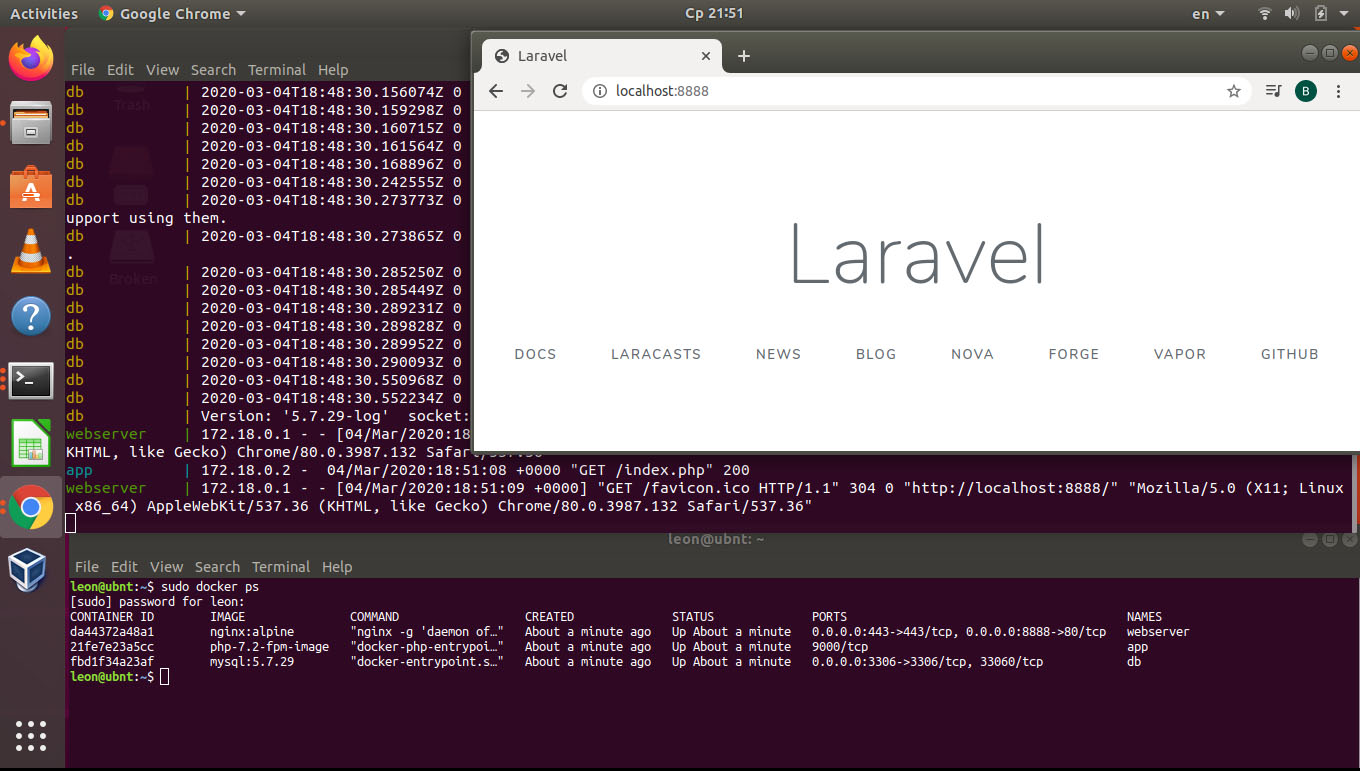 Activities Google Chrome Ср 21:51 en
Laravel
File Edit View Search Terminal Help
localhost:8888 B
Trash
Broken
db | 2020-03-04T18:48:30.156074Z 0
db | 2020-03-04T18:48:30.159298Z 0
db | 2020-03-04T18:48:30.160715Z 0
db | 2020-03-04T18:48:30.161564Z 0
db | 2020-03-04T18:48:30.168896Z 0
db | 2020-03-04T18:48:30.242555Z 0
db | 2020-03-04T18:48:30.273773Z 0
upport using them.
db | 2020-03-04T18:48:30.273865Z 0
.
db | 2020-03-04T18:48:30.285250Z 0
db | 2020-03-04T18:48:30.285449Z 0
db | 2020-03-04T18:48:30.289231Z 0
db | 2020-03-04T18:48:30.289828Z 0
db | 2020-03-04T18:48:30.289952Z 0
db | 2020-03-04T18:48:30.290093Z 0
db | 2020-03-04T18:48:30.550968Z 0
db | 2020-03-04T18:48:30.552234Z 0
db | Version: '5.7.29-log' socket:
webserver | 172.18.0.1 - - [04/Mar/2020:18
KHTML, like Gecko) Chrome/80.0.3987.132 Safari/537.36"
app | 172.18.0.2 - 04/Mar/2020:18:51:08 +0000 "GET /index.php" 200
webserver | 172.18.0.1 - - [04/Mar/2020:18:51:09 +0000] "GET /favicon.ico HTTP/1.1" 304 0 "http://localhost:8888/" "Mozilla/5.0 (X11; Linux
x86_64) AppleWebKit/537.36 (KHTML, like Gecko) Chrome/80.0.3987.132 Safari/537.36"
Laravel
DOCS LARACASTS NEWS BLOG NOVA FORGE VAPOR GITHUB
leon@ubnt: ~
File Edit View Search Terminal Help
leon@ubnt:~$ sudo docker ps
[sudo] password for leon:
CONTAINER ID IMAGE COMMAND CREATED STATUS PORTS NAMES
da44372a48a1 nginx:alpine "nginx -g 'daemon of…" About a minute ago Up About a minute 0.0.0.0:443->443/tcp, 0.0.0.0:8888->80/tcp webserver
21fe7e23a5cc php-7.2-fpm-image "docker-php-entrypoi…" About a minute ago Up About a minute 9000/tcp app
fbd1f34a23af mysql:5.7.29 "docker-entrypoint.s…" About a minute ago Up About a minute 0.0.0.0:3306->3306/tcp, 33060/tcp db
leon@ubnt:~$